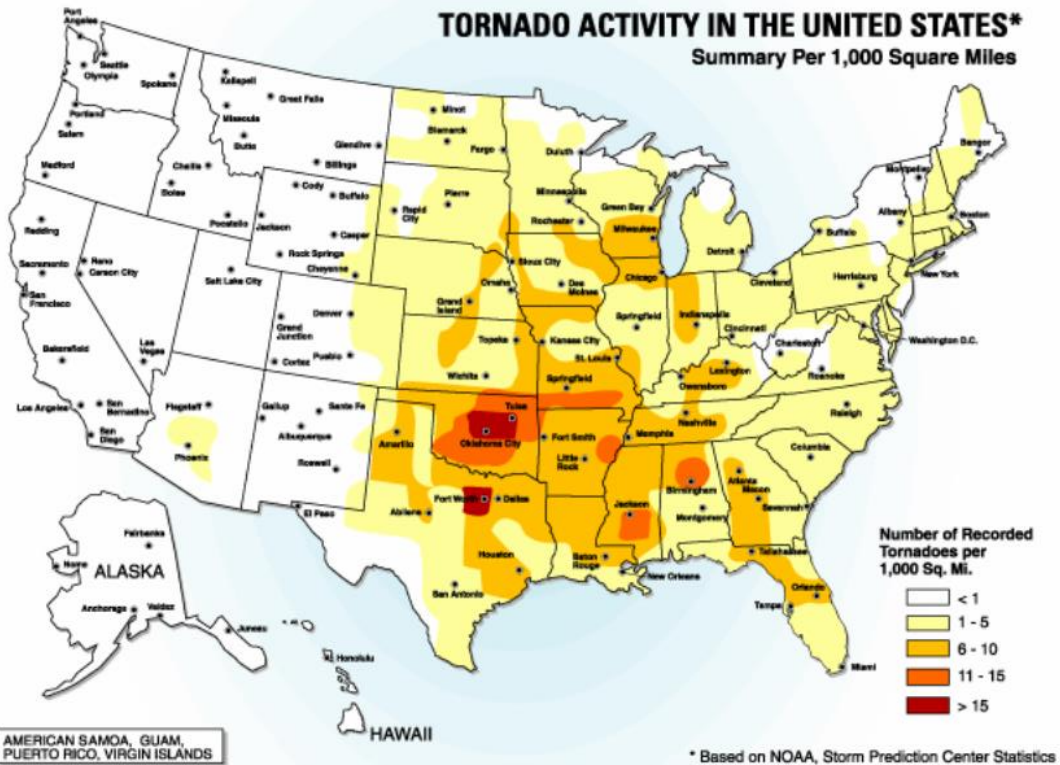 TORNADO ACTIVITY IN THE UNITED STATES*
Summary Per 1,000 Square Miles
Port
Angeles
Seattle
Olympia
Spokane
Portland
Salem
Medford
Kalispell
Great Falls
Missoula
Butte
Glendive
Billings
Challis
Boise
Pocatello
Cody
Buffalo
Jackson
Casper
Rock Springs
Cheyenne
Minot
Bismarck
Fargo
Pierre
Rapid
City
Duluth
Minneapolis
Rochester
Green Bay
Milwaukee
Redding
Sacramento
San
Francisco
Bakersfield
Los Angeles
San
Bernardino
San
Diego
Reno
Carson City
Las
Vegas
Salt Lake City
Grand
Junction
Denver
Cortez
Pueblo
Flagstaff
Phoenix
Gallup
Santa Fe
Albuquerque
Roswell
El Paso
Sioux City
Omaha
Des
Moines
Grand
Island
Topeka
Wichita
Kansas City
St. Louis
Springfield
Chicago
Springfield
Indianapolis
Detroit
Cleveland
Cincinnati
Buffalo
Albany
Montpelier
Bangor
Boston
New York
Harrisburg
Washington D.C.
Charleston
Roanoke
Lexington
Owensboro
Nashville
Memphis
Raleigh
Columbia
Tulsa
Oklahoma City
Amarillo
Fort Smith
Little
Rock
Fort Worth
Dallas
Abilene
Houston
San Antonio
Jackson
Baton
Rouge
New Orleans
Birmingham
Montgomery
Atlanta
Macon
Savannah
Tallahassee
Orlando
Tampa
Miami
Fairbanks
Nome
ALASKA
Anchorage
Valdez
Juneau
Honolulu
HAWAII
Number of Recorded
Tornadoes per
1,000 Sq. Mi.
< 1
1 - 5
6 - 10
11 - 15
> 15
AMERICAN SAMOA, GUAM,
PUERTO RICO, VIRGIN ISLANDS
* Based on NOAA, Storm Prediction Center Statistics